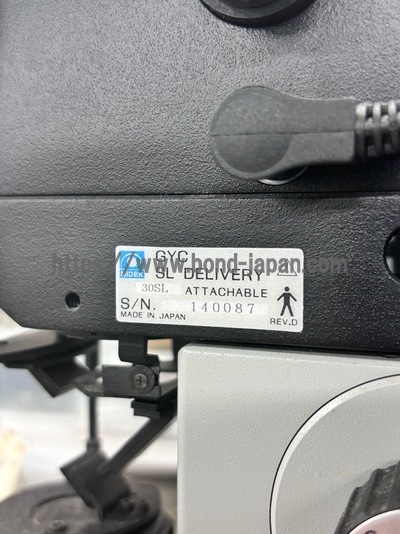 GYC
NIDEK SL DELIVERY
30SL ATTACHABLE
S/N. 140087
MADE IN JAPAN
REV.D
http://www.bond-japan.com